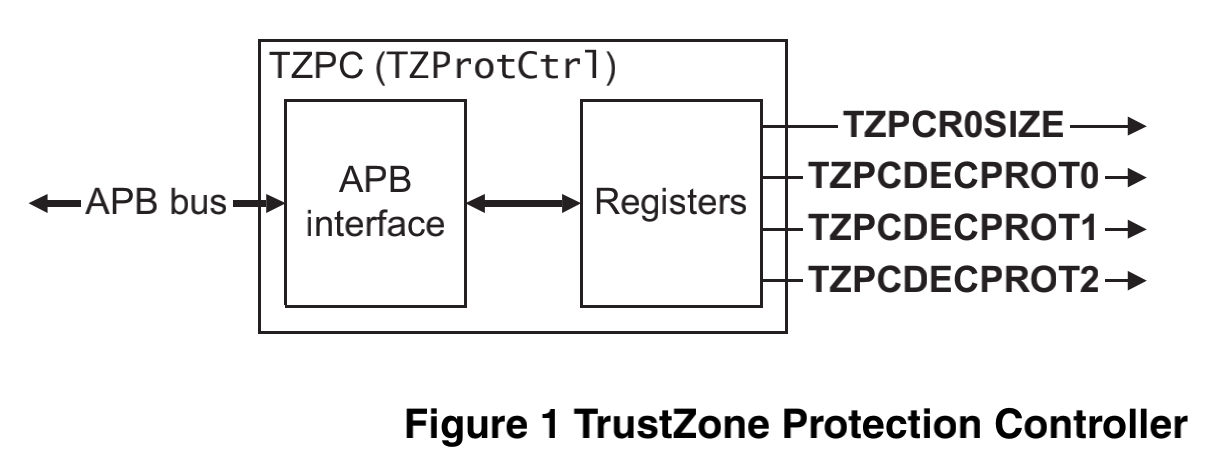 TZPC (TZProtCtrl)
APB bus
APB
interface
Registers
TZPCR0SIZE
TZPCDECPROT0
TZPCDECPROT1
TZPCDECPROT2
Figure 1 TrustZone Protection Controller